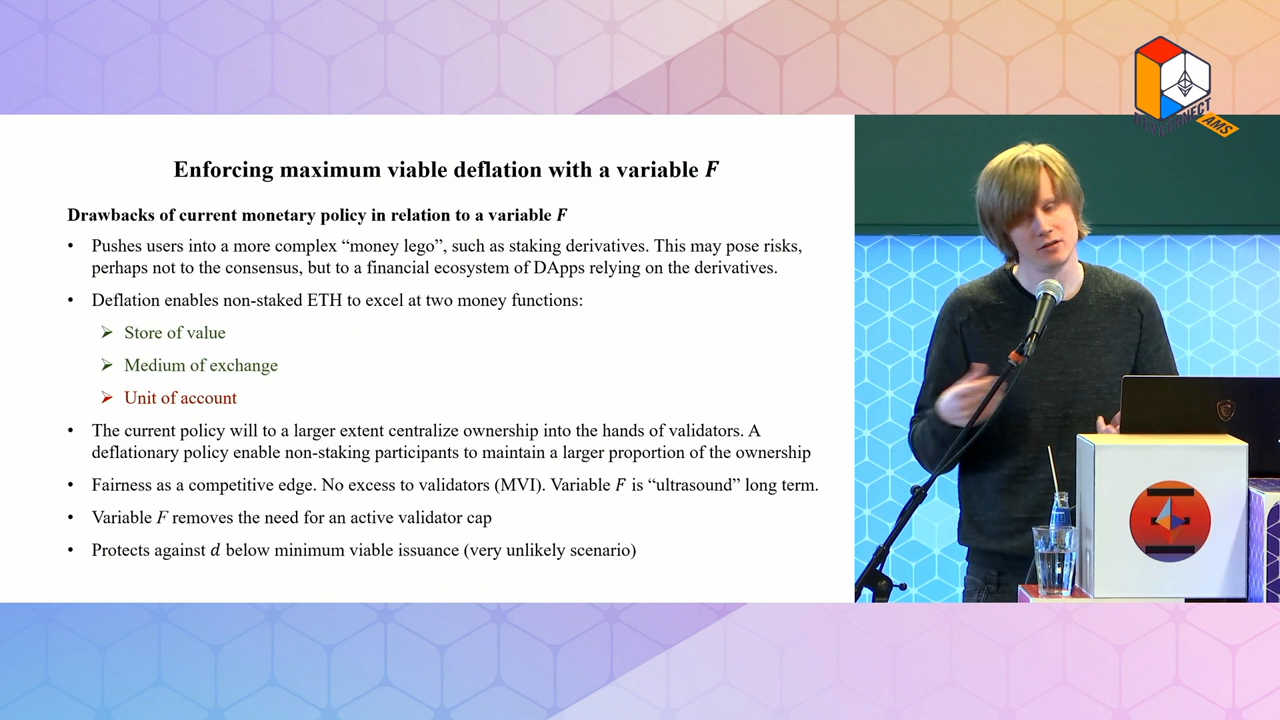 CONNECT
AMS
Enforcing maximum viable deflation with a variable F
Drawbacks of current monetary policy in relation to a variable F
• Pushes users into a more complex “money lego”, such as staking derivatives. This may pose risks,
perhaps not to the consensus, but to a financial ecosystem of DApps relying on the derivatives.
• Deflation enables non-staked ETH to excel at two money functions:
➢ Store of value
➢ Medium of exchange
➢ Unit of account
• The current policy will to a larger extent centralize ownership into the hands of validators. A
deflationary policy enable non-staking participants to maintain a larger proportion of the ownership
• Fairness as a competitive edge. No excess to validators (MVI). Variable F is “ultrasound” long term.
• Variable F removes the need for an active validator cap
• Protects against d below minimum viable issuance (very unlikely scenario)